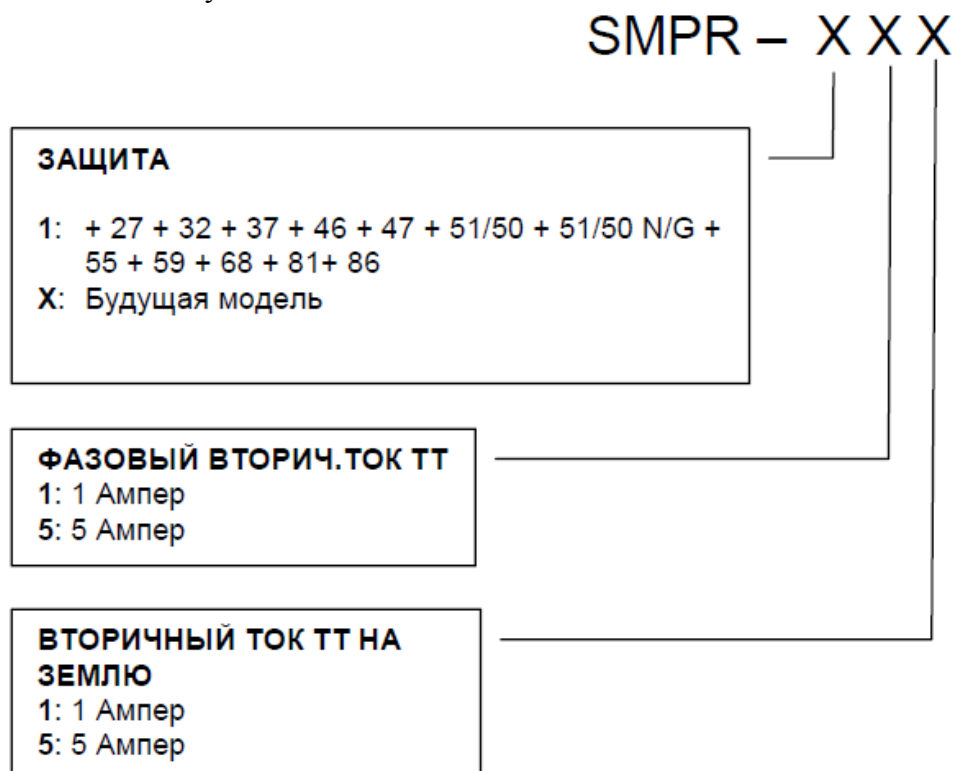 SMPR – X X X
ЗАЩИТА
1: + 27 + 32 + 37 + 46 + 47 + 51/50 + 51/50 N/G +
55 + 59 + 68 + 81+ 86
X: Будущая модель
ФАЗОВЫЙ ВТОРИЧ.ТОК ТТ
1: 1 Ампер
5: 5 Ампер
ВТОРИЧНЫЙ ТОК ТТ НА
ЗЕМЛЮ
1: 1 Ампер
5: 5 Ампер